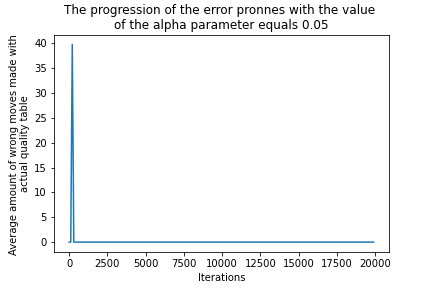 The progression of the error pronnes with the value
of the alpha parameter equals 0.05
Average amount of wrong moves made with
actual quality table
40
35
30
25
20
15
10
5
0
0 2500 5000 7500 10000 12500 15000 17500 20000
Iterations